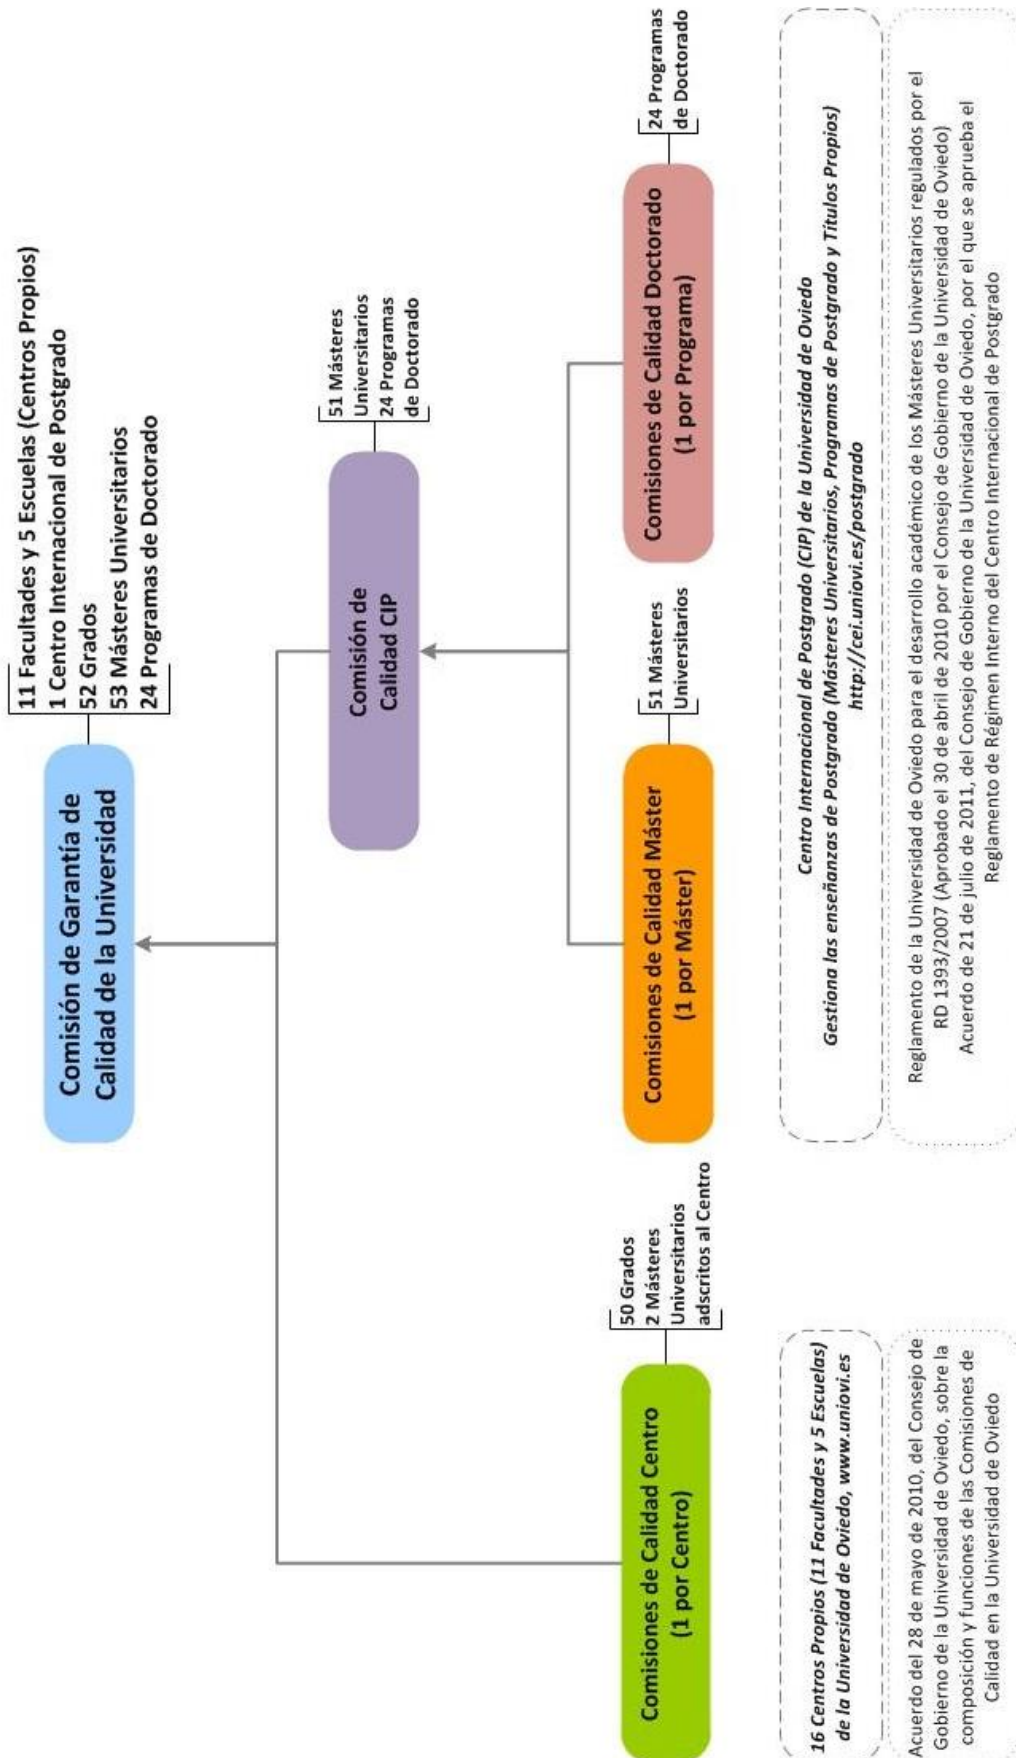 Comisión de Garantía de
Calidad de la Universidad
11 Facultades y 5 Escuelas (Centros Propios)
1 Centro Internacional de Postgrado
52 Grados
53 Másteres Universitarios
24 Programas de Doctorado
Comisión de
Calidad CIP
51 Másteres
Universitarios
24 Programas
de Doctorado
Comisiones de Calidad Centro
(1 por Centro)
50 Grados
2 Másteres
Universitarios
adscritos al Centro
Comisiones de Calidad Máster
(1 por Máster)
51 Másteres
Universitarios
Comisiones de Calidad Doctorado
(1 por Programa)
24 Programas
de Doctorado
16 Centros Propios (11 Facultades y 5 Escuelas)
de la Universidad de Oviedo, www.uniovi.es
Acuerdo del 28 de mayo de 2010, del Consejo de
Gobierno de la Universidad de Oviedo, sobre la
composición y funciones de las Comisiones de
Calidad en la Universidad de Oviedo
Centro Internacional de Postgrado (CIP) de la Universidad de Oviedo
Gestiona las enseñanzas de Postgrado (Másteres Universitarios, Programas de Postgrado y Títulos Propios)
http://cei.uniovi.es/postgrado
Reglamento de la Universidad de Oviedo para el desarrollo académico de los Másteres Universitarios regulados por el
RD 1393/2007 (Aprobado el 30 de abril de 2010 por el Consejo de Gobierno de la Universidad de Oviedo)
Acuerdo de 21 de julio de 2011, del Consejo de Gobierno de la Universidad de Oviedo, por el que se aprueba el
Reglamento de Régimen Interno del Centro Internacional de Postgrado